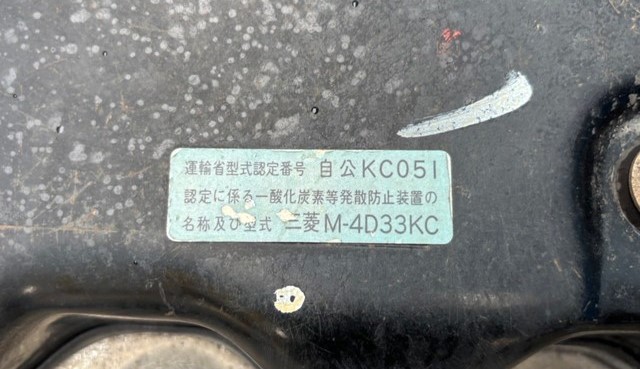 運輸省型式認定番号 自公KC051
認定に係る一酸化炭素等発散防止装置の
名称及び型式 三菱M-4D33KC